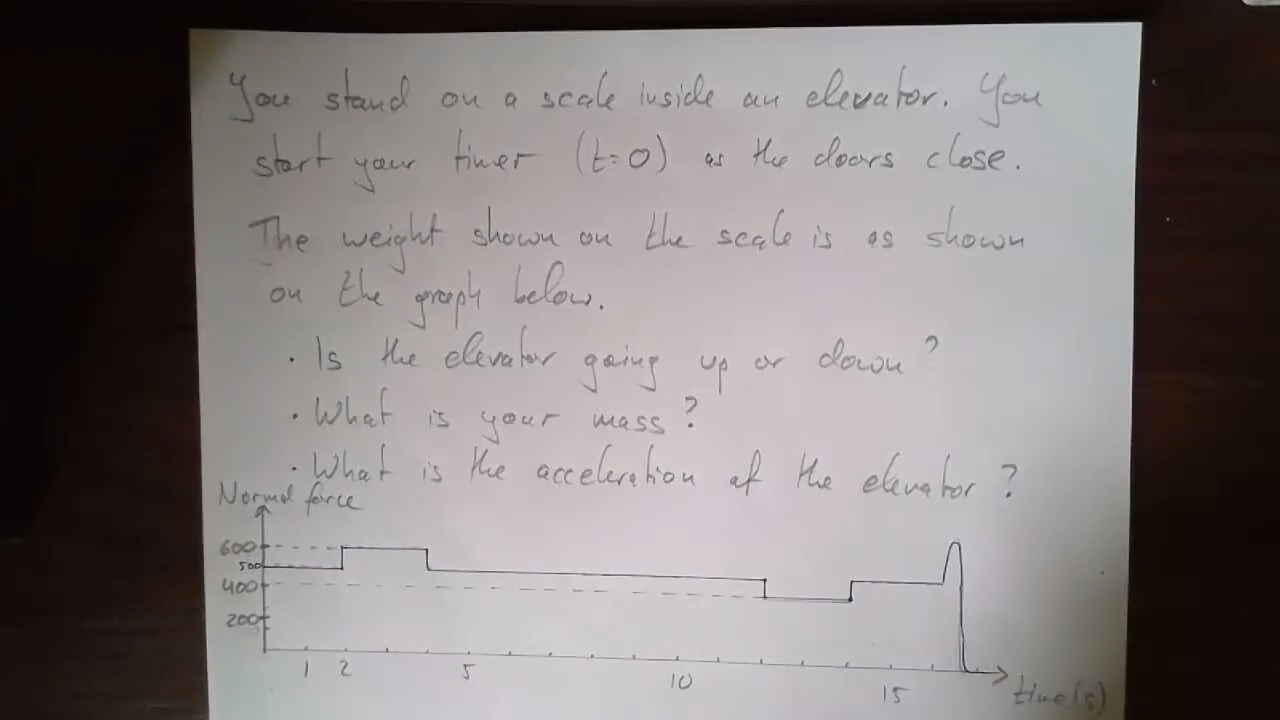 You stand on a scale inside an elevator. You
start your timer (t=0) as the doors close.
The weight shown on the scale is as shown
on the graph below.
· Is the elevator going up or down?
· What is your mass?
· What is the acceleration of the elevator?
Normal force
600
500
400
200
1 2 5 10 15 time(s)